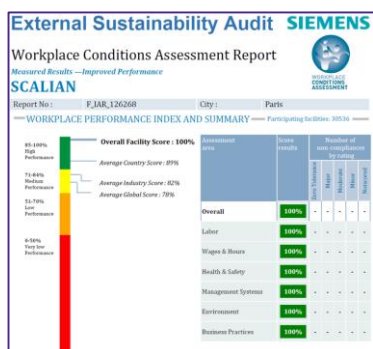 External Sustainability Audit SIEMENS
Workplace Conditions Assessment Report
Measured Results —Improved Performance
WORKPLACE
CONDITIONS
ASSESSMENT
SCALIAN
Report No : F_IAR_126260 City : Paris
WORKPLACE PERFORMANCE INDEX AND SUMMARY Participating facilities: 30536
85-100%
High
Performance
71-84%
Medium
Performance
51-70%
Low
Performance
0-50%
Very low
Performance
Overall Facility Score : 100%
Average Country Score : 89%
Average Industry Score : 82%
Average Global Score : 78%
Assessment area Score results Number of non compliances by rating
Zero Tolerance Major Moderate Minor
Overall 100% - - - - -
Labor 100% - - - - -
Wages & Hours 100% - - - - -
Health & Safety 100% - - - - -
Management Systems 100% - - - - -
Environment 100% - - - - -
Business Practices 100% - - - - -